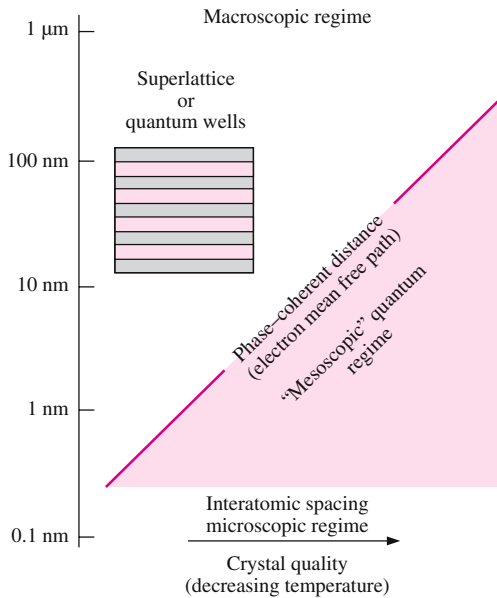 Macroscopic regime
1 μm
Superlattice
or
quantum wells
100 nm
10 nm
Phase–coherent distance
(electron mean free path)
“Mesoscopic” quantum
regime
1 nm
Interatomic spacing
microscopic regime
0.1 nm
Crystal quality
(decreasing temperature)